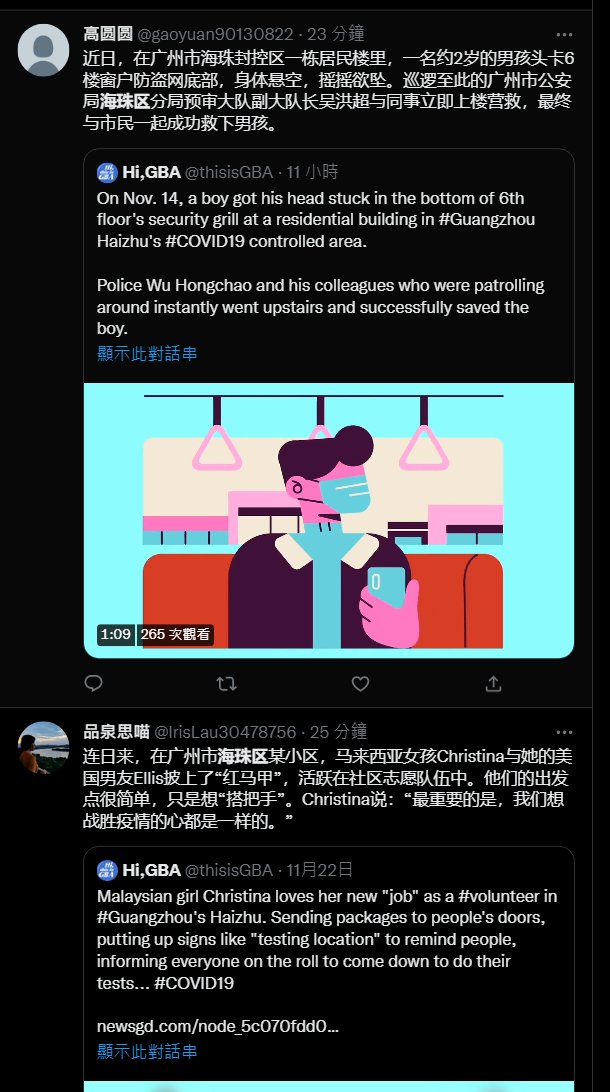 高圆圆 @gaoyuan90130822 · 23 分鐘
近日，在广州市海珠封控区一栋居民楼里，一名约2岁的男孩头卡6
楼窗户防盗网底部，身体悬空，摇摇欲坠。巡逻至此的广州市公安
局海珠区分局预审大队副大队长吴洪超与同事立即上楼营救，最终
与市民一起成功救下男孩。
Hi,GBA @thisisGBA · 11 小時
On Nov. 14, a boy got his head stuck in the bottom of 6th
floor's security grill at a residential building in #Guangzhou
Haizhu's #COVID19 controlled area.
Police Wu Hongchao and his colleagues who were patrolling
around instantly went upstairs and successfully saved the
boy.
顯示此對話串
1:09 265 次觀看
品泉思喵 @IrisLau30478756 · 25 分鐘
连日来，在广州市海珠区某小区，马来西亚女孩Christina与她的美
国男友Ellis披上了“红马甲”，活跃在社区志愿队伍中。他们的出发
点很简单，只是想“搭把手”。Christina说：“最重要的是，我们想
战胜疫情的心都是一样的。”
Hi,GBA @thisisGBA · 11月22日
Malaysian girl Christina loves her new "job" as a #volunteer in
#Guangzhou's Haizhu. Sending packages to people's doors,
putting up signs like "testing location" to remind people,
informing everyone on the roll to come down to do their
tests... #COVID19
newsgd.com/node_5c070fdd0...
顯示此對話串